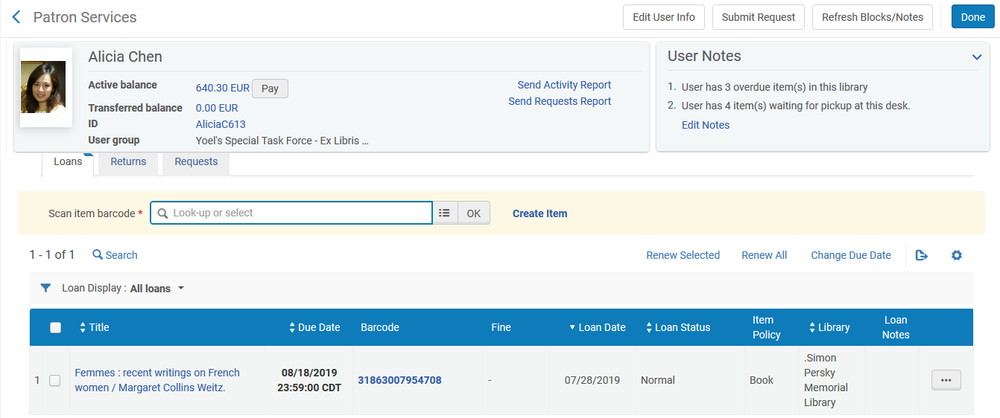 Patron Services
Edit User Info
Submit Request
Refresh Blocks/Notes
Done
Alicia Chen
Active balance 640.30 EUR Pay
Transferred balance 0.00 EUR
ID AliciaC613
User group Yoel's Special Task Force - Ex Libris ...
Send Activity Report
Send Requests Report
User Notes
1. User has 3 overdue item(s) in this library
2. User has 4 item(s) waiting for pickup at this desk.
Edit Notes
Loans Returns Requests
Scan item barcode * Look-up or select OK Create Item
1 - 1 of 1 Search Renew Selected Renew All Change Due Date
Loan Display : All loans
Title Due Date Barcode Fine Loan Date Loan Status Item Policy Library Loan Notes
1
Femmes : recent writings on French
women / Margaret Collins Weitz.
08/18/2019
23:59:00 CDT
31863007954708
-
07/28/2019
Normal
Book
.Simon
Persky
Memorial
Library
...